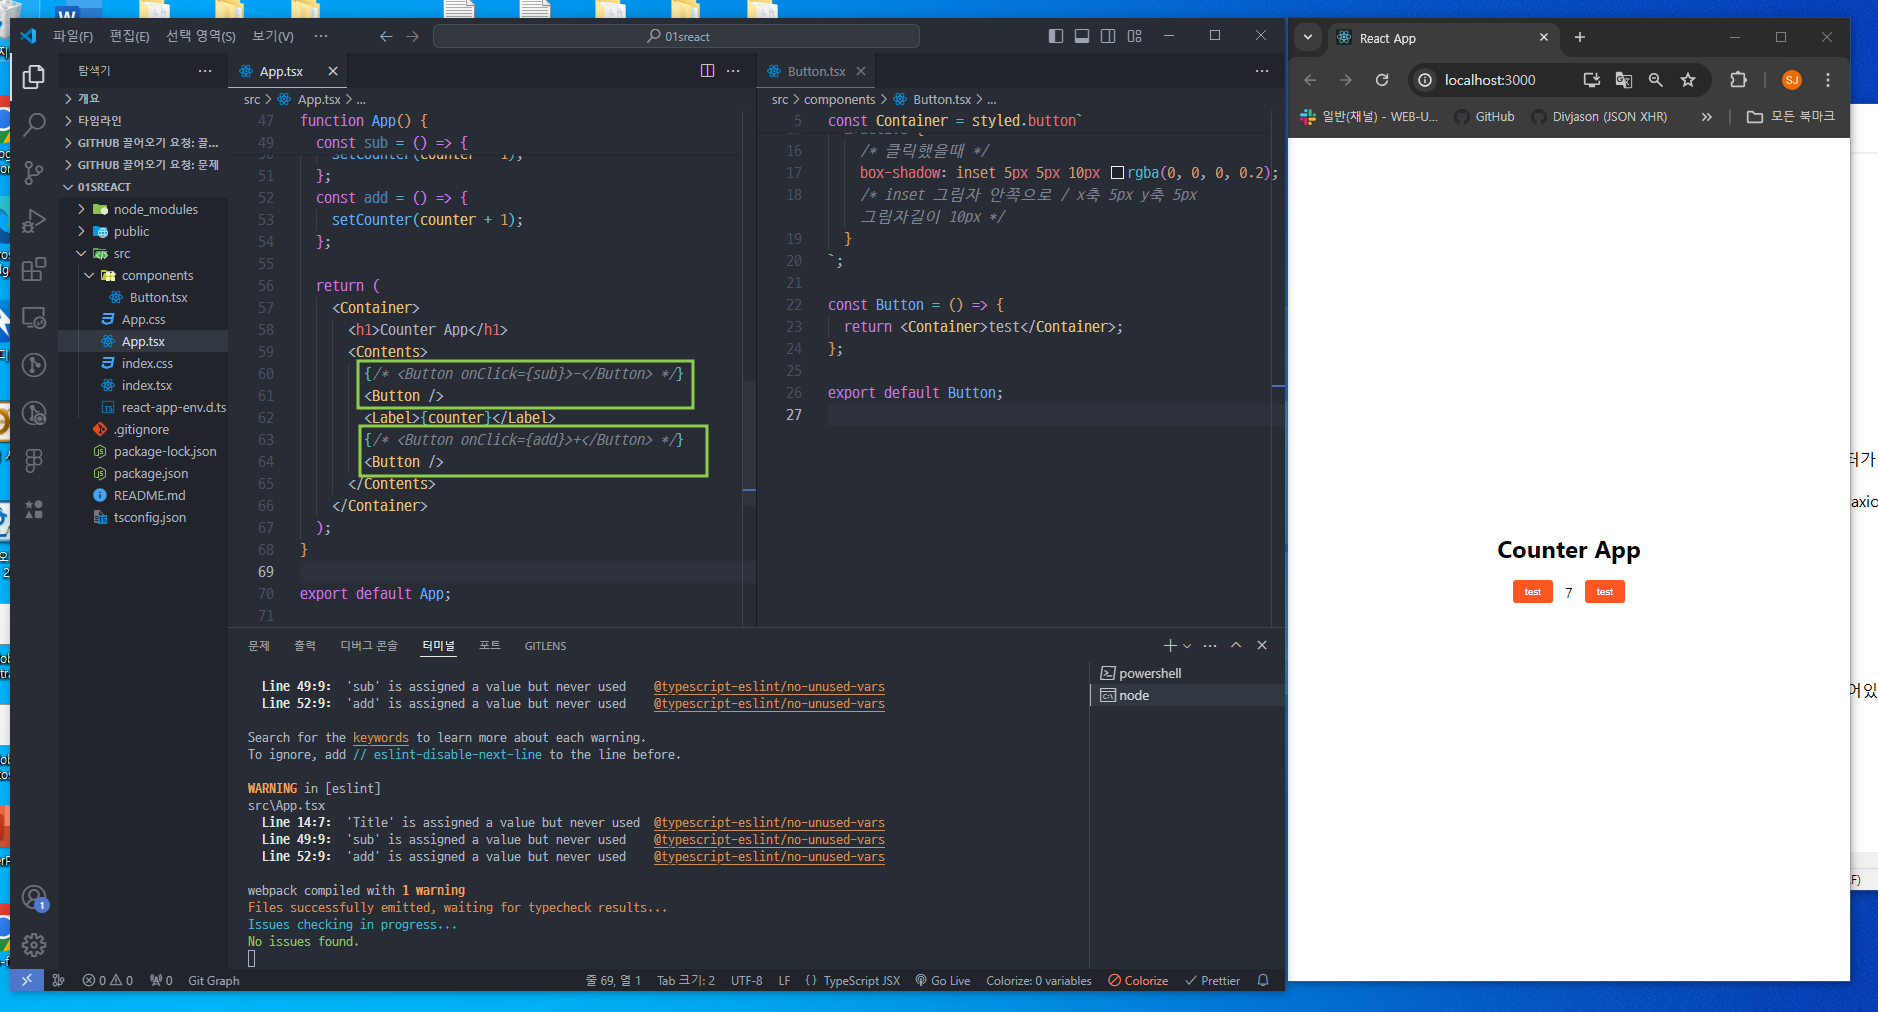 파일(F) 편집(E) 선택 영역(S) 보기(V) ··· 01sreact
탐색기 ···
개요
타임라인
GITHUB 끌어오기 요청: 끌...
GITHUB 끌어오기 요청: 문제
01SREACT
node_modules
public
src
components
Button.tsx
App.css
App.tsx
index.css
index.tsx
react-app-env.d.ts
.gitignore
package-lock.json
package.json
README.md
tsconfig.json
App.tsx
src > App.tsx > ...
47 function App() {
49 const sub = () => {
setCounter(counter - 1);
51 };
52 const add = () => {
53 setCounter(counter + 1);
54 };
55
56 return (
57 <Container>
58 <h1>Counter App</h1>
59 <Contents>
60 {/* <Button onClick={sub}>-</Button> */}
61 <Button />
62 <Label>{counter}</Label>
63 {/* <Button onClick={add}>+</Button> */}
64 <Button />
65 </Contents>
66 </Container>
67 );
68 }
69
70 export default App;
71
Button.tsx ···
src > components > Button.tsx > ...
5 const Container = styled.button`
16 /* 클릭했을때 */
17 box-shadow: inset 5px 5px 10px rgba(0, 0, 0, 0.2);
18 /* inset 그림자 안쪽으로 / x축 5px y축 5px
그림자길이 10px */
19 }
20 `;
21
22 const Button = () => {
23 return <Container>test</Container>;
24 };
25
26 export default Button;
27
문제 출력 디버그 콘솔 터미널 포트 GITLENS
Line 49:9: 'sub' is assigned a value but never used @typescript-eslint/no-unused-vars
Line 52:9: 'add' is assigned a value but never used @typescript-eslint/no-unused-vars
Search for the keywords to learn more about each warning.
To ignore, add // eslint-disable-next-line to the line before.
WARNING in [eslint]
src\App.tsx
Line 14:7: 'Title' is assigned a value but never used @typescript-eslint/no-unused-vars
Line 49:9: 'sub' is assigned a value but never used @typescript-eslint/no-unused-vars
Line 52:9: 'add' is assigned a value but never used @typescript-eslint/no-unused-vars
webpack compiled with 1 warning
Files successfully emitted, waiting for typecheck results...
Issues checking in progress...
No issues found.
powershell
node
1
0 0 0 Git Graph 줄 69, 열 1 Tab 크기: 2 UTF-8 LF {} TypeScript JSX Go Live Colorize: 0 variables Colorize Prettier
React App
localhost:3000 SJ
일반(채널) - WEB-U... GitHub Divjason (JSON XHR) » 모든 북마크
Counter App
test 7 test
터가
axio
어있
F)